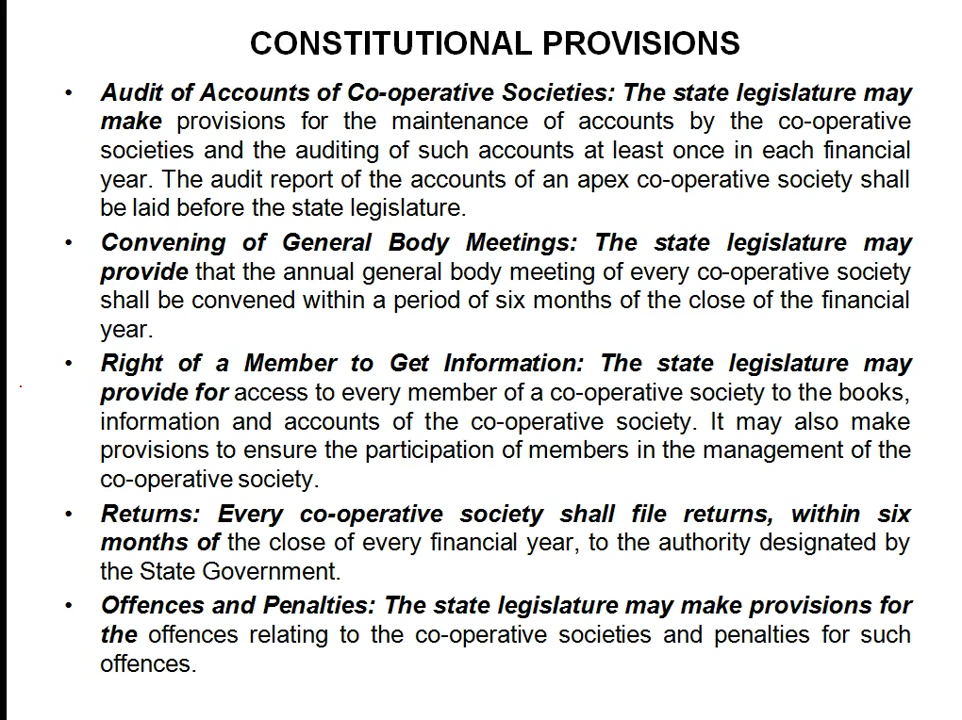 CONSTITUTIONAL PROVISIONS
• Audit of Accounts of Co-operative Societies: The state legislature may
make provisions for the maintenance of accounts by the co-operative
societies and the auditing of such accounts at least once in each financial
year. The audit report of the accounts of an apex co-operative society shall
be laid before the state legislature.
• Convening of General Body Meetings: The state legislature may
provide that the annual general body meeting of every co-operative society
shall be convened within a period of six months of the close of the financial
year.
• Right of a Member to Get Information: The state legislature may
provide for access to every member of a co-operative society to the books,
information and accounts of the co-operative society. It may also make
provisions to ensure the participation of members in the management of the
co-operative society.
• Returns: Every co-operative society shall file returns, within six
months of the close of every financial year, to the authority designated by
the State Government.
• Offences and Penalties: The state legislature may make provisions for
the offences relating to the co-operative societies and penalties for such
offences.